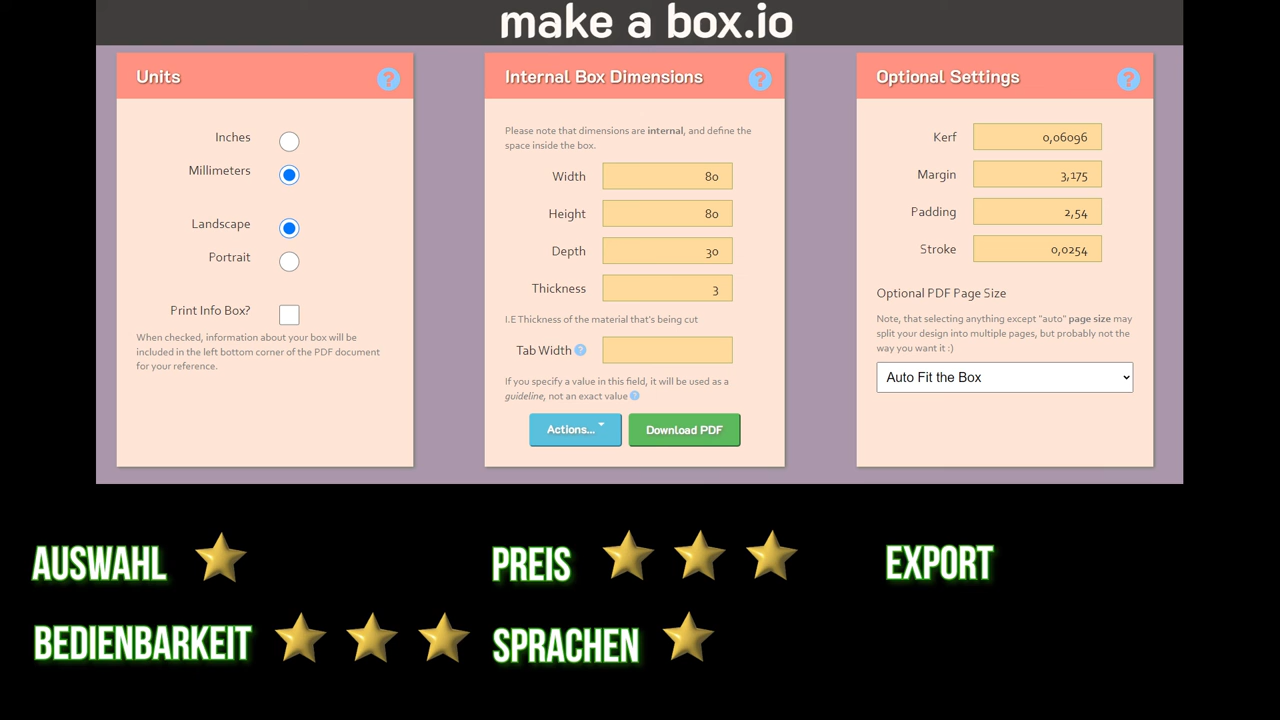 make a box.io
Units
?
Inches
Millimeters
Landscape
Portrait
Print Info Box?
When checked, information about your box will be
included in the left bottom corner of the PDF document
for your reference.
Internal Box Dimensions
?
Please note that dimensions are internal, and define the
space inside the box.
Width 80
Height 80
Depth 30
Thickness 3
I.E Thickness of the material that's being cut
Tab Width ?
If you specify a value in this field, it will be used as a
guideline, not an exact value ?
Actions... Download PDF
Optional Settings
?
Kerf 0,06096
Margin 3,175
Padding 2,54
Stroke 0,0254
Optional PDF Page Size
Note, that selecting anything except "auto" page size may
split your design into multiple pages, but probably not the
way you want it :)
Auto Fit the Box
AUSWAHL
PREIS
EXPORT
BEDIENBARKEIT
SPRACHEN